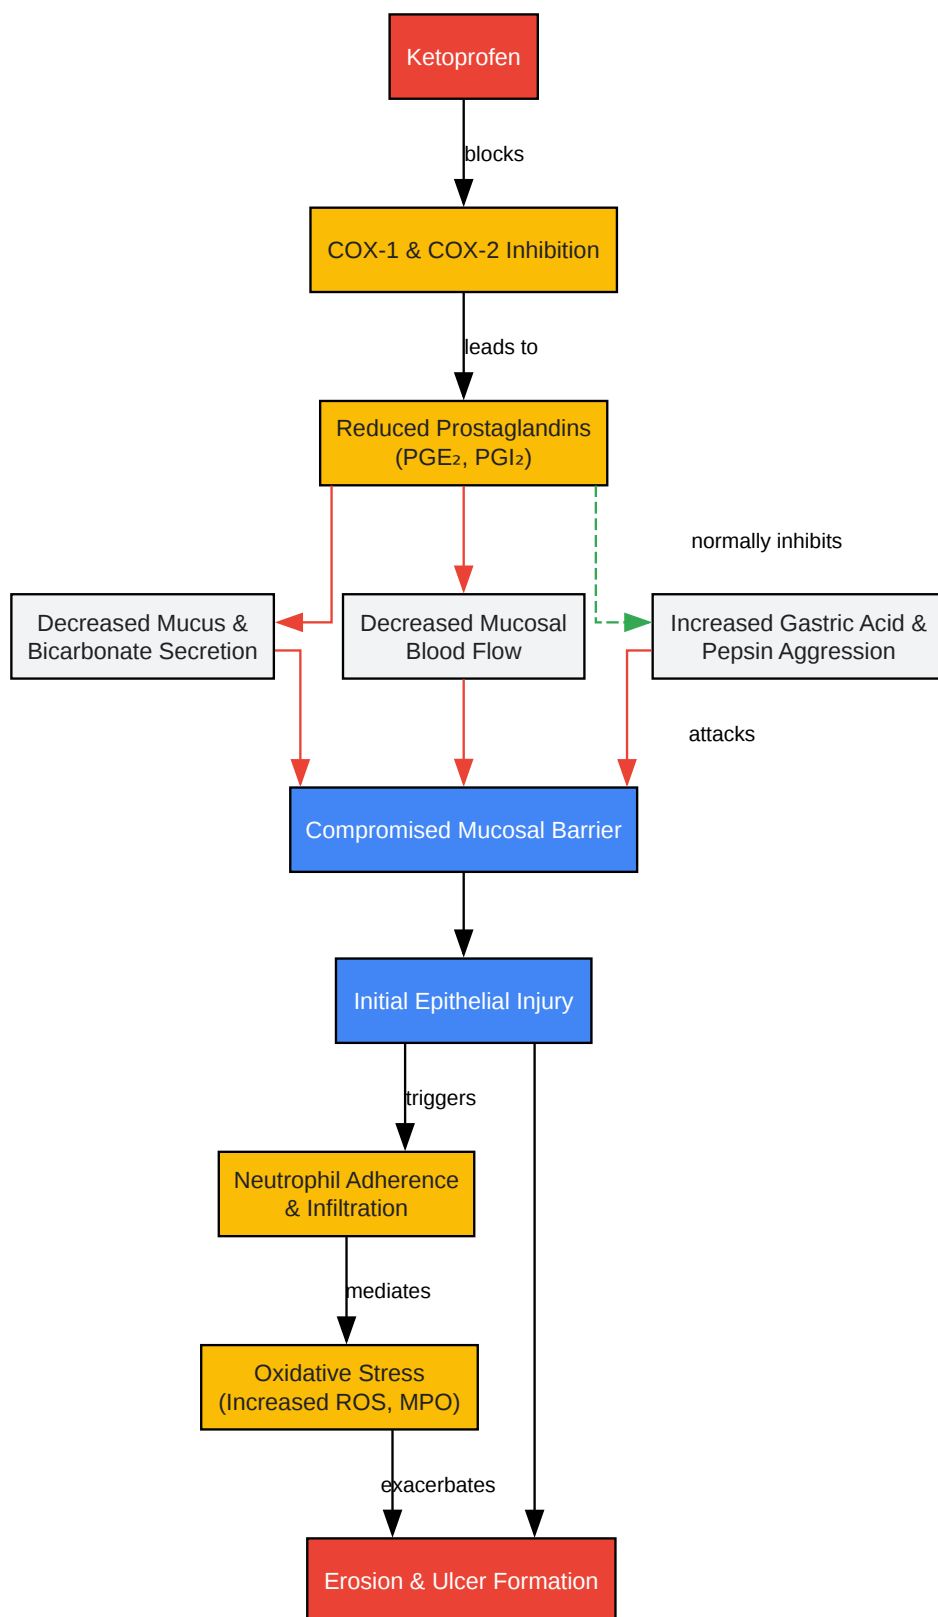 Ketoprofen
blocks
COX-1 & COX-2 Inhibition
leads to
Reduced Prostaglandins
(PGE₂, PGI₂)
normally inhibits
Decreased Mucus &
Bicarbonate Secretion
Decreased Mucosal
Blood Flow
Increased Gastric Acid &
Pepsin Aggression
attacks
Compromised Mucosal Barrier
Initial Epithelial Injury
triggers
Neutrophil Adherence
& Infiltration
mediates
Oxidative Stress
(Increased ROS, MPO)
exacerbates
Erosion & Ulcer Formation